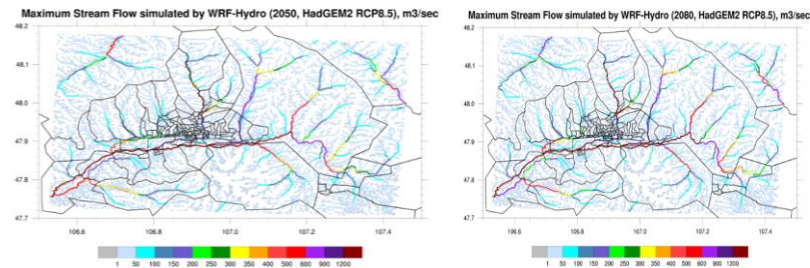 Maximum Stream Flow simulated by WRF-Hydro (2050, HadGEM2 RCP8.5), m3/sec
48.2
48.1
48.0
47.9
47.8
47.7
106.6 106.8 107.0 107.2 107.4
1 50 100 150 200 250 300 350 400 500 600 900 1200
Maximum Stream Flow simulated by WRF-Hydro (2080, HadGEM2 RCP8.5), m3/sec
48.2
48.1
48.0
47.9
47.8
47.7
106.6 106.8 107.0 107.2 107.4
1 50 100 150 200 250 300 350 400 500 600 900 1200